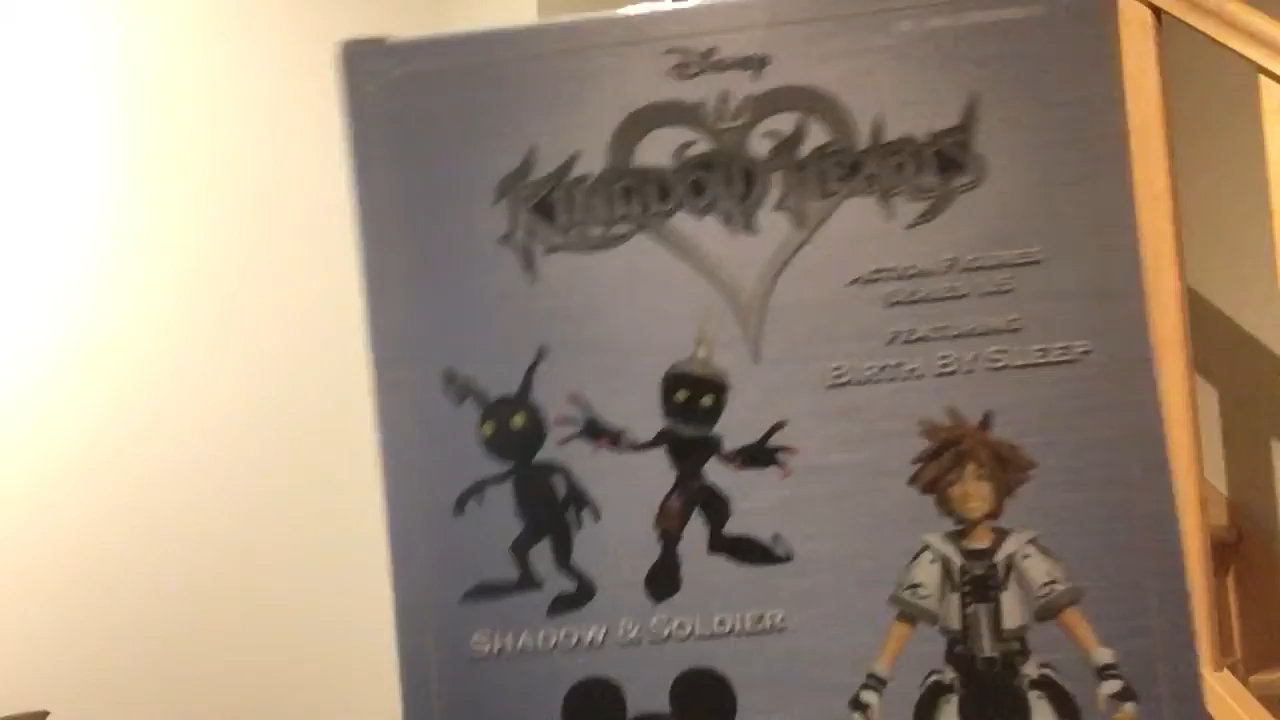 Disney
KINGDOM HEARTS
ACTION FIGURES
FEATURING
BIRTH BY SLEEP
SHADOW & SOLDIER